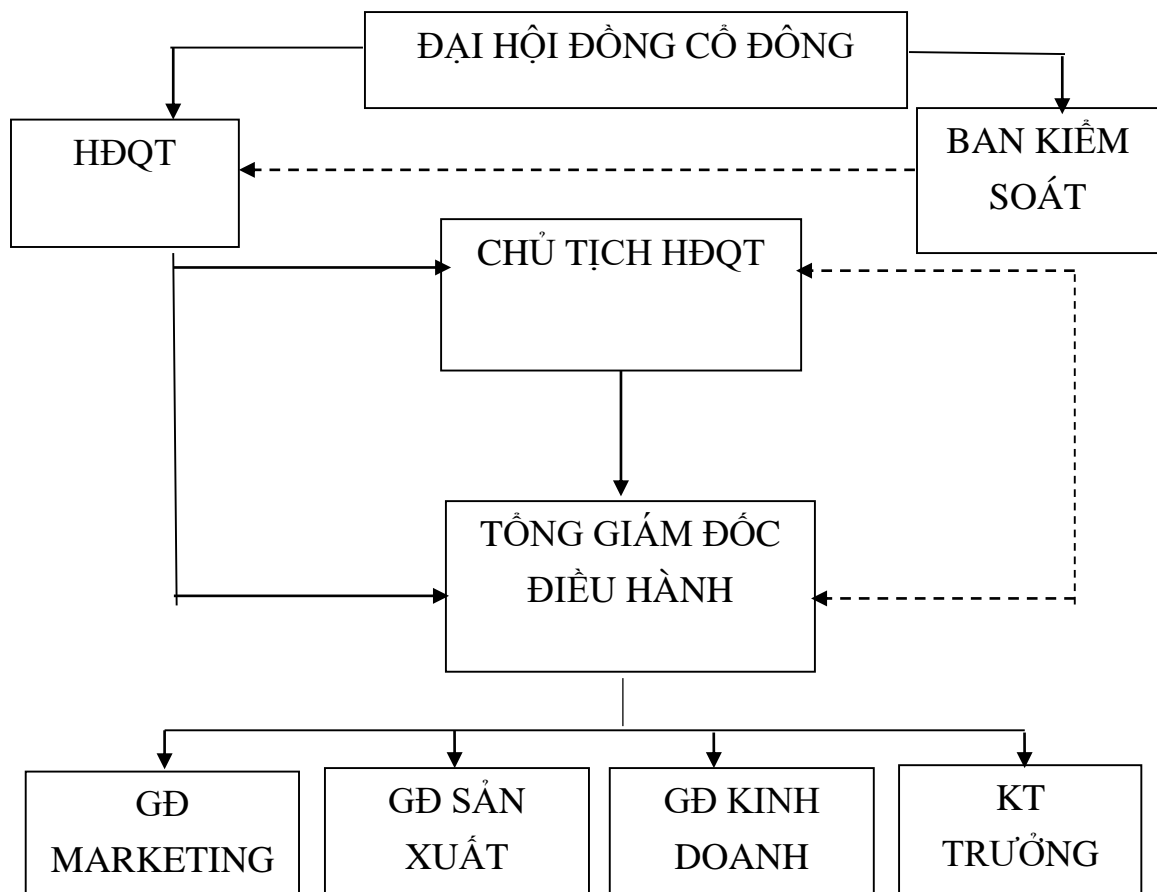 ĐẠI HỘI ĐỒNG CỔ ĐÔNG
HĐQT
BAN KIỂM
SOÁT
CHỦ TỊCH HĐQT
TỔNG GIÁM ĐỐC
ĐIỀU HÀNH
GĐ
MARKETING
GĐ SẢN
XUẤT
GĐ KINH
DOANH
KT
TRƯỞNG